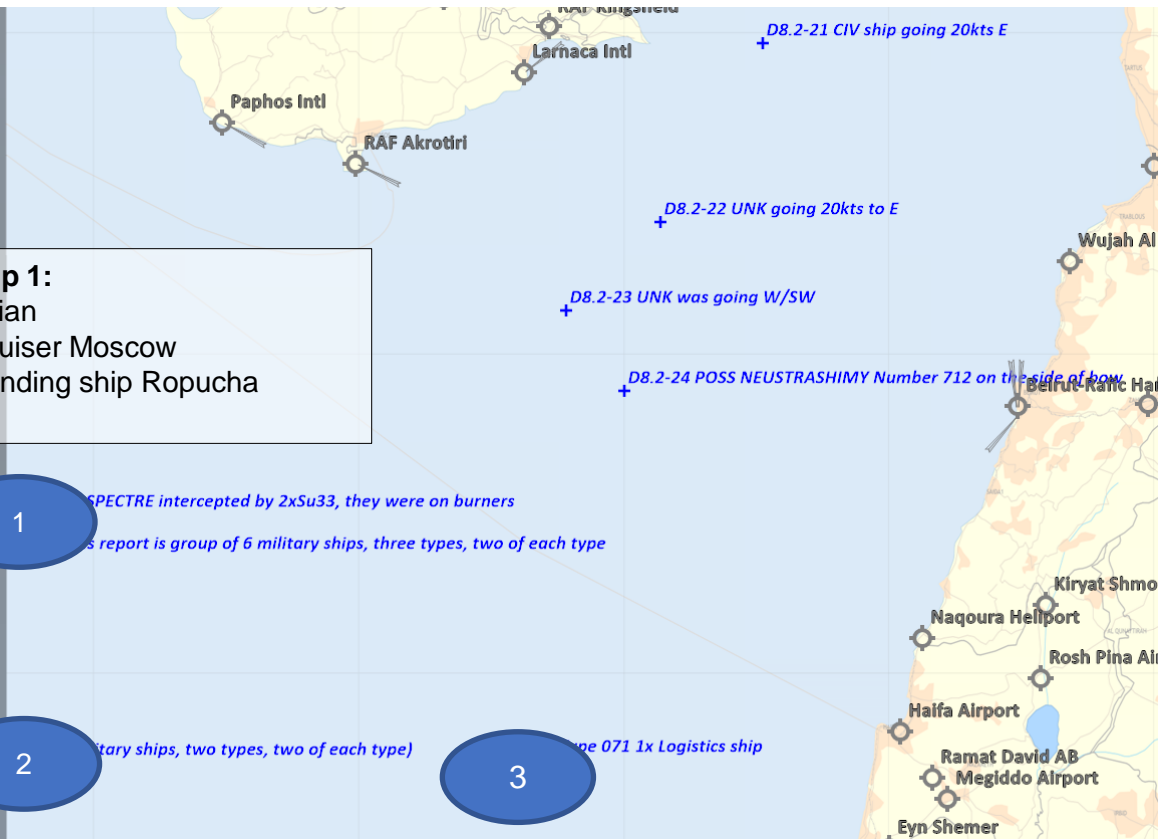 RAF Kingsfield
D8.2-21 CIV ship going 20kts E
Larnaca Intl
TARTUS
Paphos Intl
RAF Akrotiri
D8.2-22 UNK going 20kts to E
TRABLOUS
Wujah Al
p 1:
ian
D8.2-23 UNK was going W/SW
uiser Moscow
nding ship Ropucha
D8.2-24 POSS NEUSTRASHIMY Number 712 on the side of bow
Beirut-Rafic Har
1
SPECTRE intercepted by 2xSu33, they were on burners
s report is group of 6 military ships, three types, two of each type
Kiryat Shmo
Naqoura Heliport
AL QUNAYTIRAH
Rosh Pina Air
Haifa Airport
2
itary ships, two types, two of each type)
3
pe 071 1x Logistics ship
Ramat David AB
Megiddo Airport
Eyn Shemer